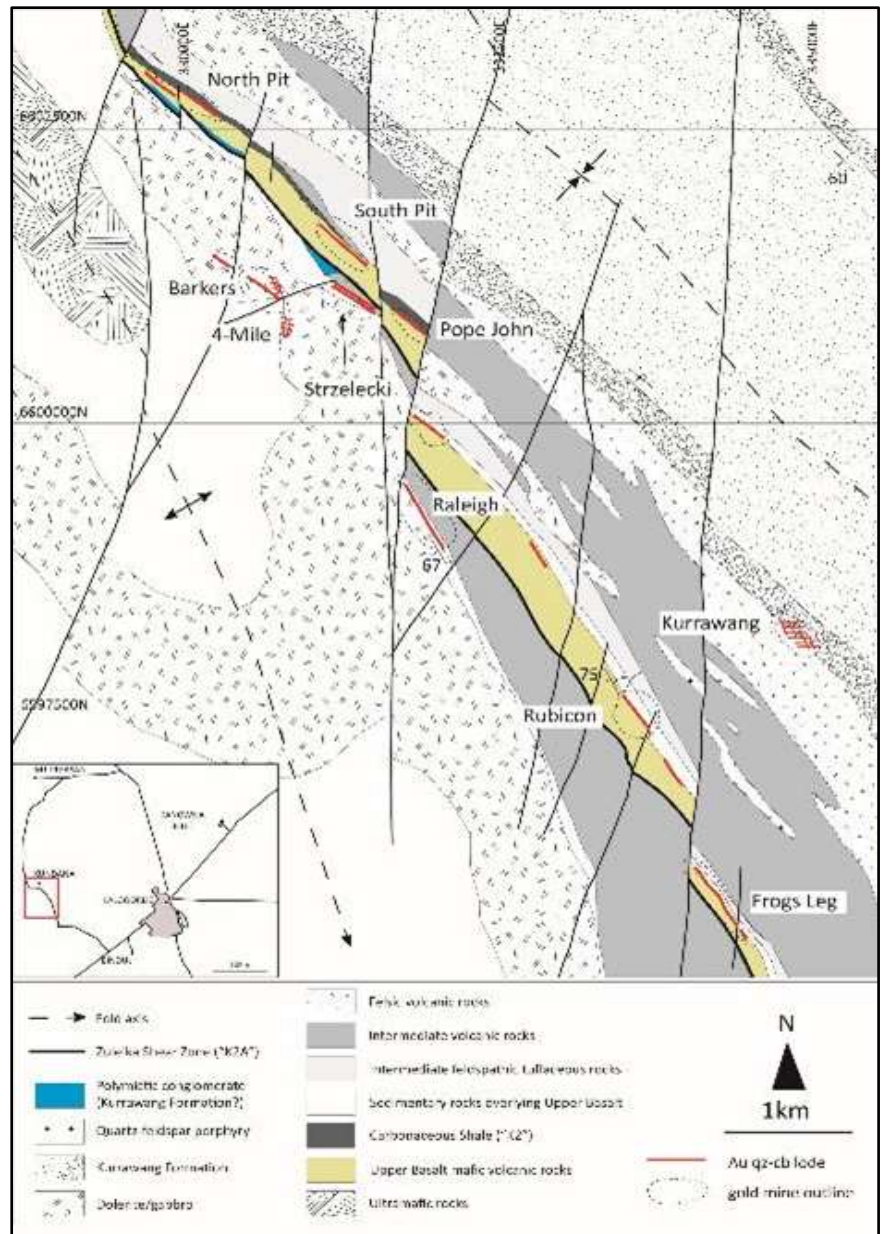 North Pit
South Pit
Barkers
4-Mile
Pope John
Strzelecki
6600000N
Raleigh
67
Kurrawang
75
Rubicon
Frogs Leg
60
Fold axis
Zuleika Shear Zone ("K2A")
Polymictic conglomerate
(Kurrawang Formation?)
Quartz feldspar porphyry
Kurrawang Formation
Dolerite/gabbro
Felsic volcanic rocks
Intermediate volcanic rocks
Intermediate feldspathic tuffaceous rocks
Sedimentary rocks overlying Upper Basalt
Carbonaceous Shale ("K2")
Upper Basalt mafic volcanic rocks
Ultramafic rocks
N
1km
Au qz-cb lode
gold mine outline